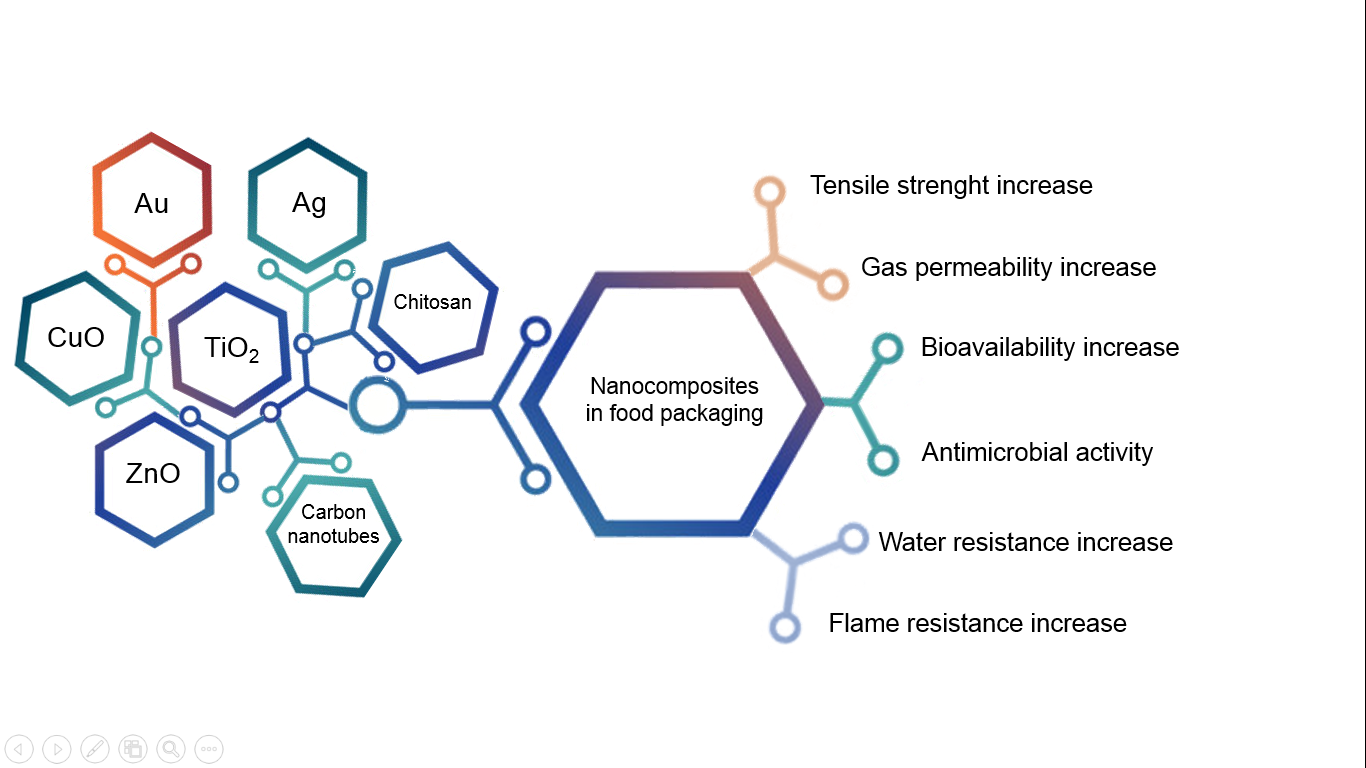 Au
Ag
Chitosan
CuO
TiO₂
ZnO
Carbon
nanotubes
Nanocomposites
in food packaging
Tensile strenght increase
Gas permeability increase
Bioavailability increase
Antimicrobial activity
Water resistance increase
Flame resistance increase